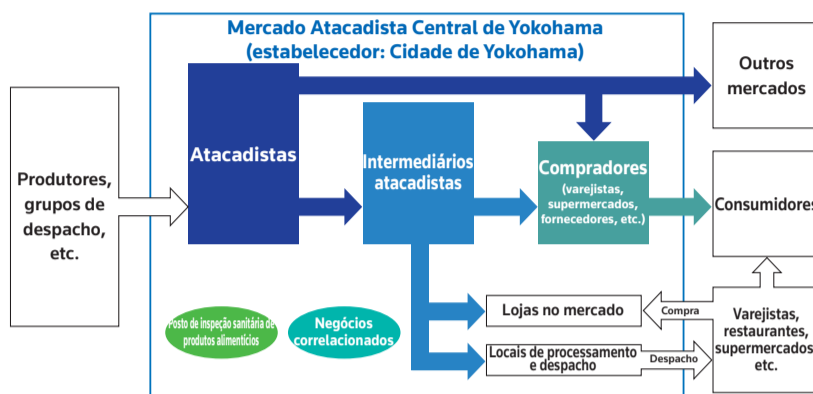 Mercado Atacadista Central de Yokohama
(estabelecedor: Cidade de Yokohama)
Produtores,
grupos de
despacho,
etc.
Atacadistas
Intermediários
atacadistas
Compradores
(varejistas,
supermercados,
fornecedores, etc.)
Outros
mercados
Consumidores
Posto de inspeção sanitária de
produtos alimentícios
Negócios
correlacionados
Lojas no mercado
Compra
Locais de processamento
e despacho
Despacho
Varejistas,
restaurantes,
supermercados
etc.